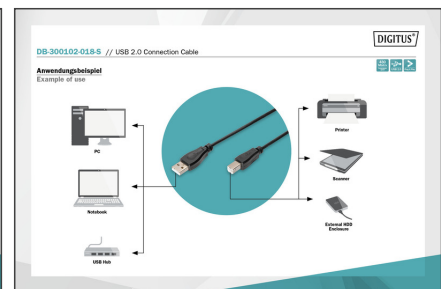 DIGITUS®
DB-300102-018-S // USB 2.0 Connection Cable
Anwendungsbeispiel
Example of use
PC
Printer
Scanner
Notebook
External HDD
Enclosure
USB Hub